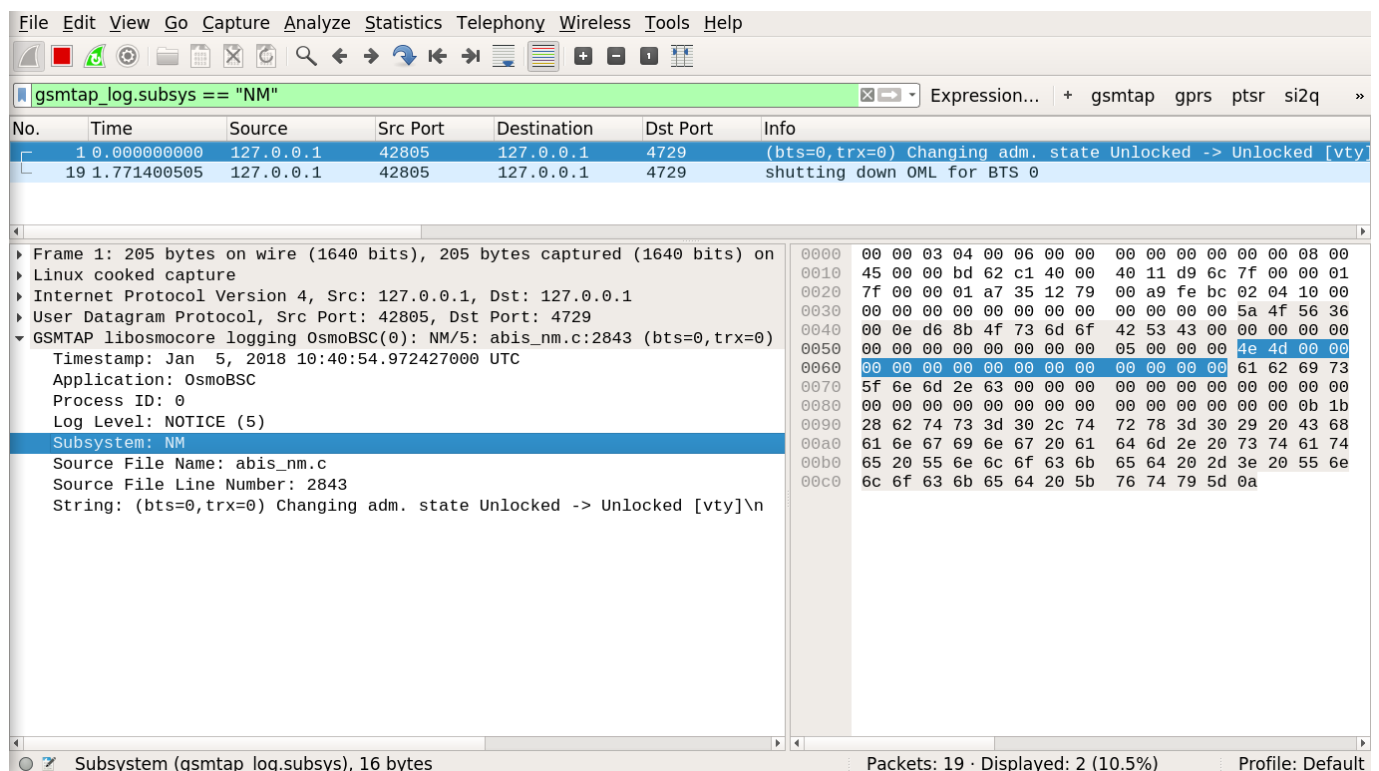 File Edit View Go Capture Analyze Statistics Telephony Wireless Tools Help
gsmtap_log.subsys == "NM" Expression… + gsmtap gprs ptsr si2q »
No. Time Source Src Port Destination Dst Port Info
1 0.000000000 127.0.0.1 42805 127.0.0.1 4729 (bts=0,trx=0) Changing adm. state Unlocked -> Unlocked [vty]
19 1.771400505 127.0.0.1 42805 127.0.0.1 4729 shutting down OML for BTS 0
Frame 1: 205 bytes on wire (1640 bits), 205 bytes captured (1640 bits) on
Linux cooked capture
Internet Protocol Version 4, Src: 127.0.0.1, Dst: 127.0.0.1
User Datagram Protocol, Src Port: 42805, Dst Port: 4729
GSMTAP libosmocore logging OsmoBSC(0): NM/5: abis_nm.c:2843 (bts=0,trx=0)
Timestamp: Jan  5, 2018 10:40:54.972427000 UTC
Application: OsmoBSC
Process ID: 0
Log Level: NOTICE (5)
Subsystem: NM
Source File Name: abis_nm.c
Source File Line Number: 2843
String: (bts=0,trx=0) Changing adm. state Unlocked -> Unlocked [vty]\n
0000 00 00 03 04 00 06 00 00 00 00 00 00 00 00 08 00
0010 45 00 00 bd 62 c1 40 00 40 11 d9 6c 7f 00 00 01
0020 7f 00 00 01 a7 35 12 79 00 a9 fe bc 02 04 10 00
0030 00 00 00 00 00 00 00 00 00 00 00 00 5a 4f 56 36
0040 00 0e d6 8b 4f 73 6d 6f 42 53 43 00 00 00 00 00
0050 00 00 00 00 00 00 00 00 05 00 00 00 4e 4d 00 00
0060 00 00 00 00 00 00 00 00 00 00 00 00 61 62 69 73
0070 5f 6e 6d 2e 63 00 00 00 00 00 00 00 00 00 00 00
0080 00 00 00 00 00 00 00 00 00 00 00 00 00 00 0b 1b
0090 28 62 74 73 3d 30 2c 74 72 78 3d 30 29 20 43 68
00a0 61 6e 67 69 6e 67 20 61 64 6d 2e 20 73 74 61 74
00b0 65 20 55 6e 6c 6f 63 6b 65 64 20 2d 3e 20 55 6e
00c0 6c 6f 63 6b 65 64 20 5b 76 74 79 5d 0a
Subsystem (gsmtap_log.subsys), 16 bytes Packets: 19 · Displayed: 2 (10.5%) Profile: Default